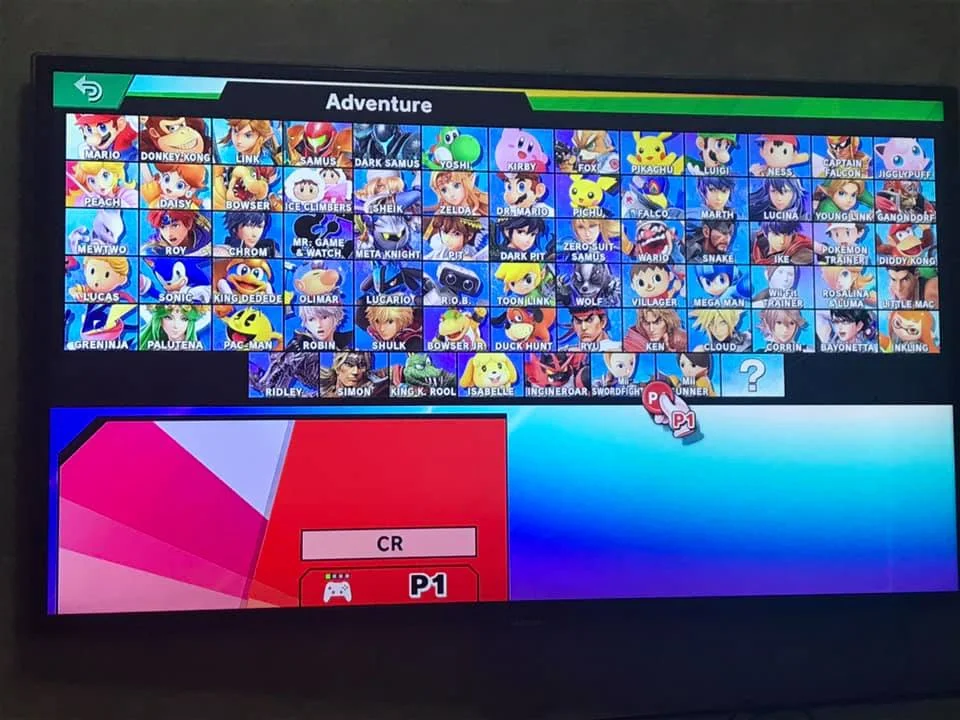 Adventure
MARIO DONKEY KONG LINK SAMUS DARK SAMUS YOSHI KIRBY FOX PIKACHU LUIGI NESS CAPTAIN FALCON JIGGLYPUFF
PEACH DAISY BOWSER ICE CLIMBERS SHEIK ZELDA DR. MARIO PICHU FALCO MARTH LUCINA YOUNG LINK GANONDORF
MEWTWO ROY CHROM MR. GAME & WATCH META KNIGHT PIT DARK PIT ZERO SUIT SAMUS WARIO SNAKE IKE POKÉMON TRAINER DIDDY KONG
LUCAS SONIC KING DEDEDE OLIMAR LUCARIO R.O.B. TOON LINK WOLF VILLAGER MEGA MAN Wii Fit TRAINER ROSALINA & LUMA LITTLE MAC
GRENINJA PALUTENA PAC-MAN ROBIN SHULK BOWSER JR. DUCK HUNT RYU KEN CLOUD CORRIN BAYONETTA INKLING
RIDLEY SIMON KING K. ROOL ISABELLE INCINEROAR Mii SWORDFIGHT Mii UNNER ?
P P1
CR
P1